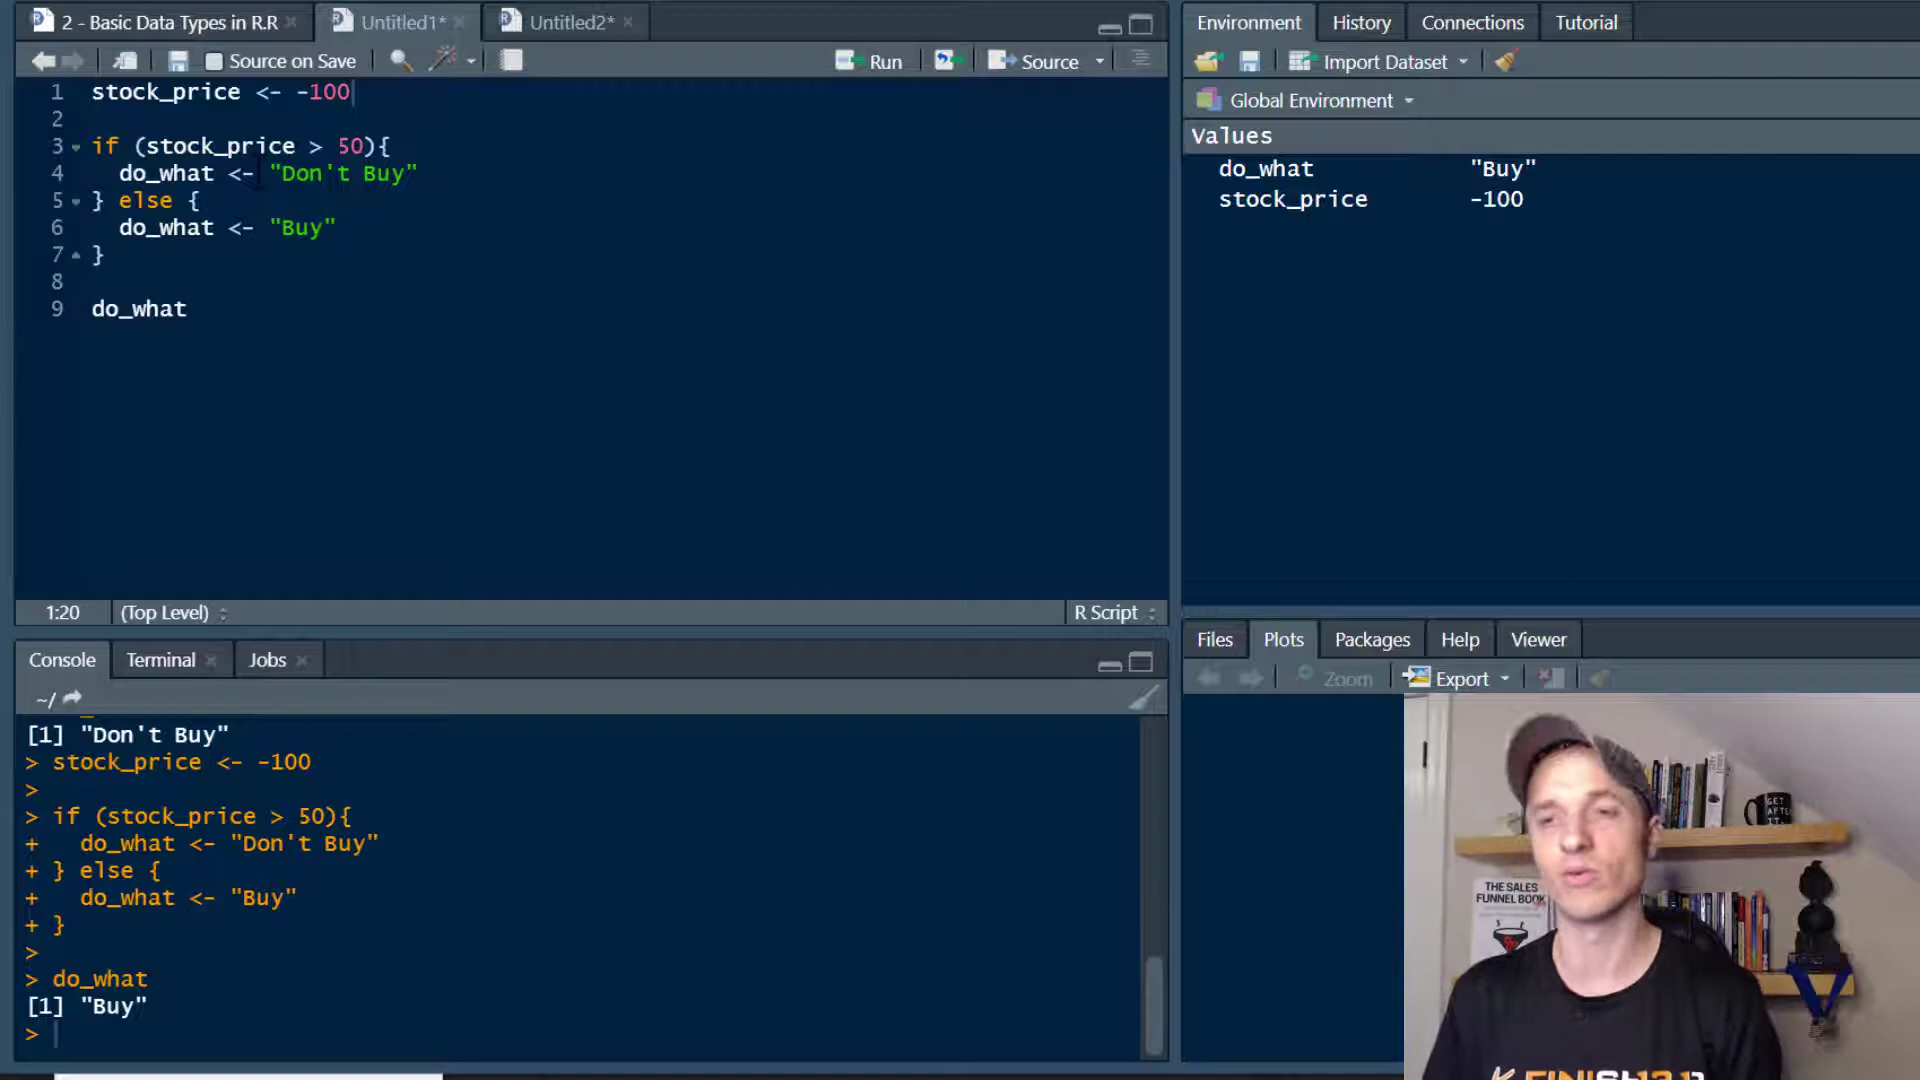 2 - Basic Data Types in R.R
Untitled1*
Untitled2*
Source on Save
Run
Source
1 stock_price <- -100
2
3 if (stock_price > 50){
4 do_what <- "Don't Buy"
5 } else {
6 do_what <- "Buy"
7 }
8
9 do_what
1:20
(Top Level)
R Script
Console
Terminal
Jobs
~/
[1] "Don't Buy"
> stock_price <- -100
>
> if (stock_price > 50){
+ do_what <- "Don't Buy"
+ } else {
+ do_what <- "Buy"
+ }
>
> do_what
[1] "Buy"
>
Environment
History
Connections
Tutorial
Import Dataset
Global Environment
Values
do_what "Buy"
stock_price -100
Files
Plots
Packages
Help
Viewer
Zoom
Export
GET
AFTER
IT.
THE SALES
FUNNEL BOOK